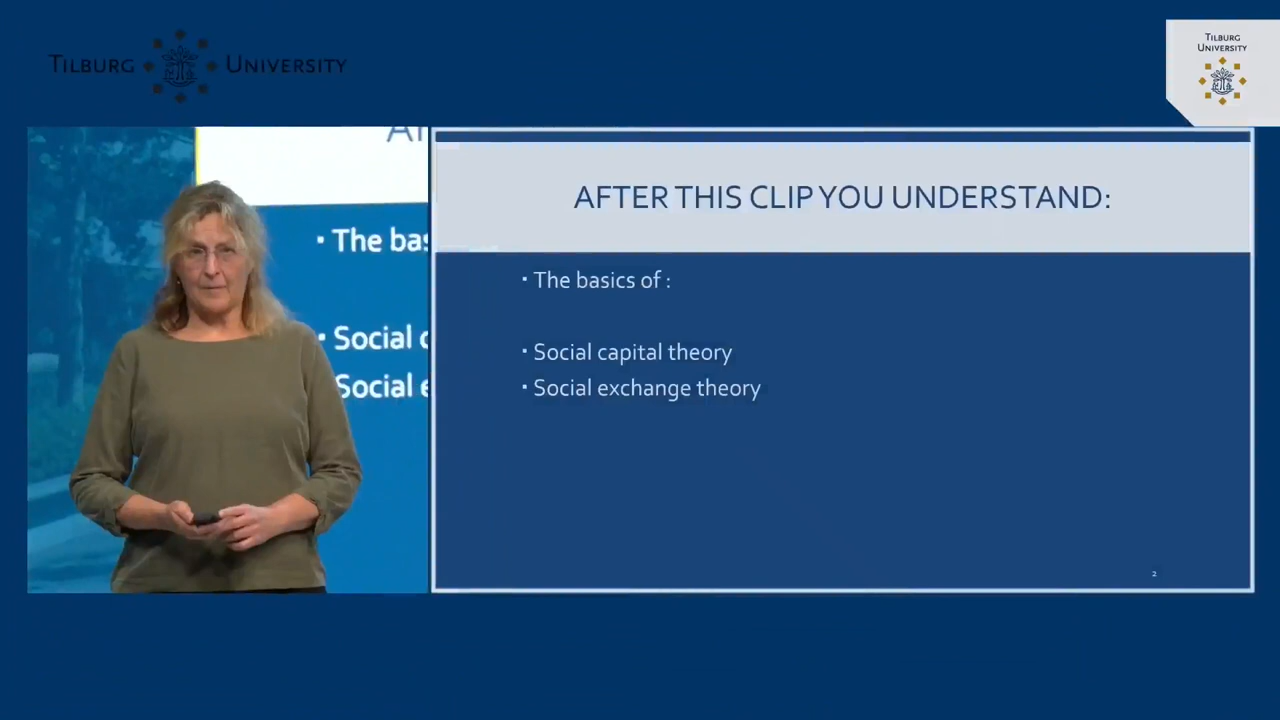 TILBURG UNIVERSITY
TILBURG
UNIVERSITY
· The bas
· Social
Social
AFTER THIS CLIP YOU UNDERSTAND:
▪ The basics of :
▪ Social capital theory
▪ Social exchange theory
2